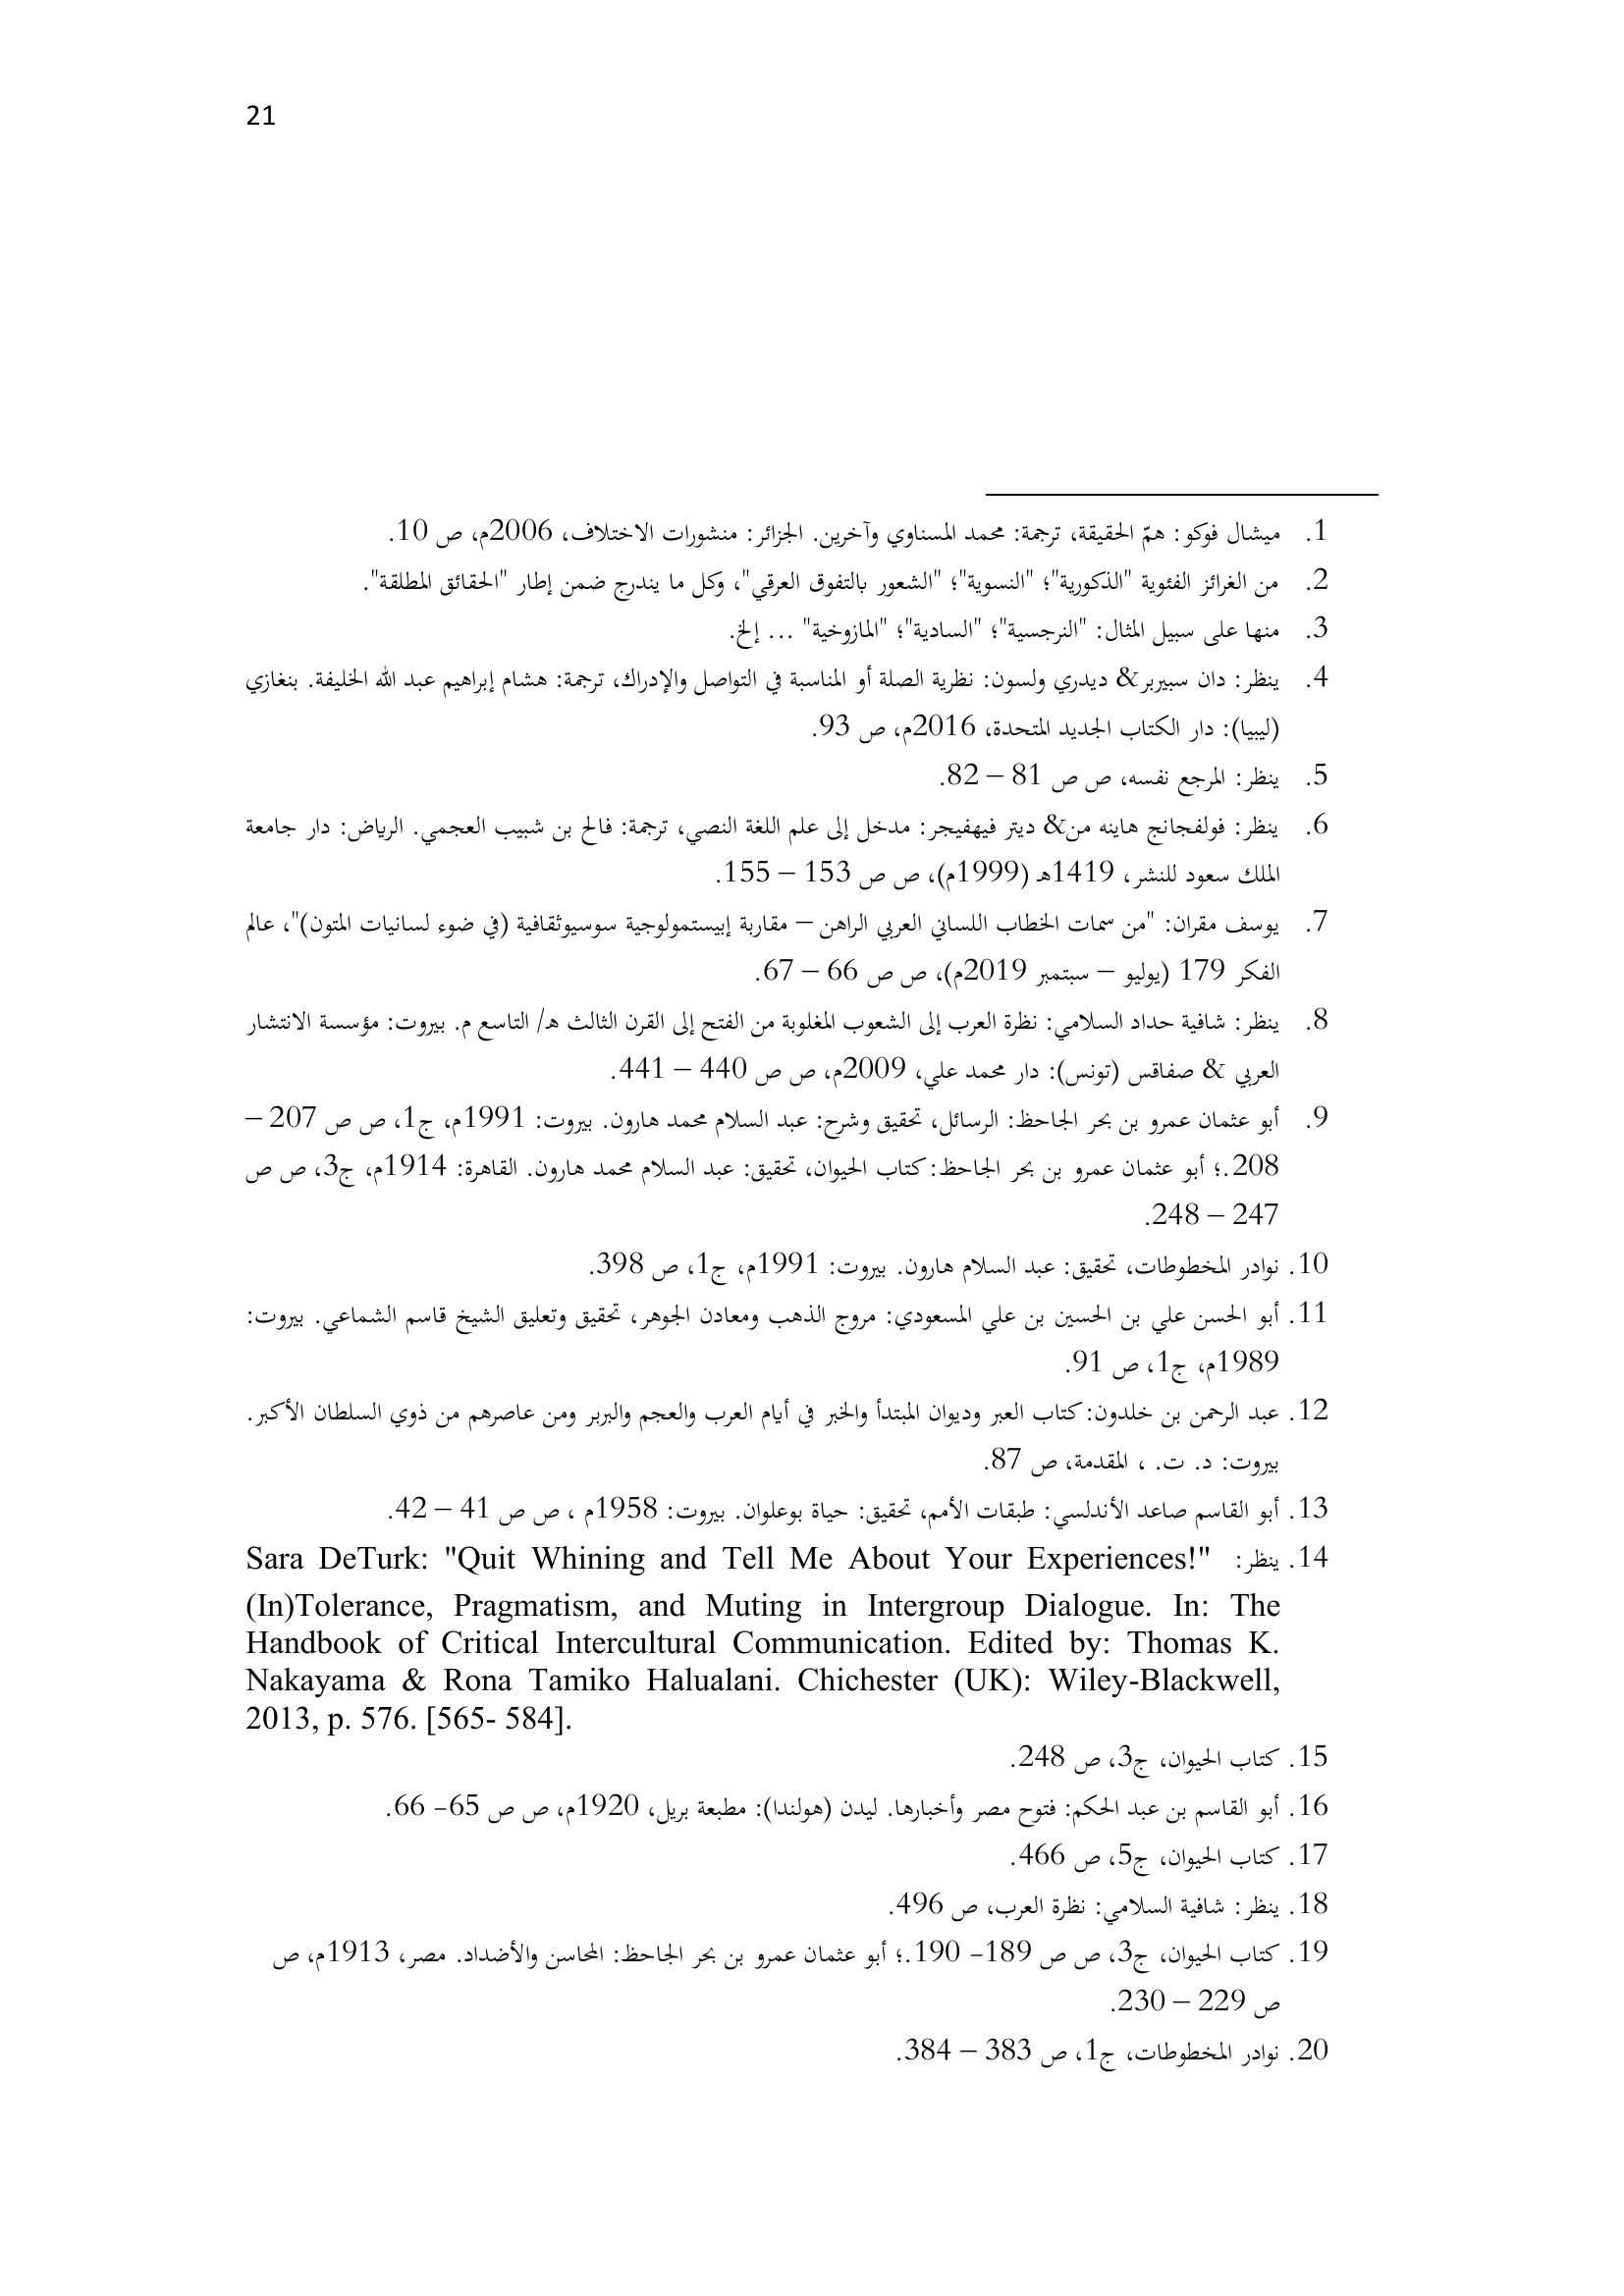 21
1. ميشال فوكو: همّ الحقيقة، ترجمة: محمد المسناوي وآخرين. الجزائر: منشورات الاختلاف، 2006م، ص 10.
2. من الغرائز الفئوية "الذكورية"؛ "النسوية"؛ "الشعور بالتفوق العرقي"، وكل ما يندرج ضمن إطار "الحقائق المطلقة".
3. منها على سبيل المثال: "النرجسية"؛ "السادية"؛ "المازوخية" ... إلخ.
4. ينظر: دان سبيربر& ديدري ولسون: نظرية الصلة أو المناسبة في التواصل والإدراك، ترجمة: هشام إبراهيم عبد الله الخليفة. بنغازي
(ليبيا): دار الكتاب الجديد المتحدة، 2016م، ص 93.
5. ينظر: المرجع نفسه، ص ص 81 – 82.
6. ينظر: فولفجانج هاينه من& ديتر فيهفيجر: مدخل إلى علم اللغة النصي، ترجمة: فالح بن شبيب العجمي. الرياض: دار جامعة
الملك سعود للنشر، 1419هـ (1999م)، ص ص 153 – 155.
7. يوسف مقران: "من سمات الخطاب اللساني العربي الراهن – مقاربة إبيستمولوجية سوسيوثقافية (في ضوء لسانيات المتون)"، عالم
الفكر 179 (يوليو – سبتمبر 2019م)، ص ص 66 – 67.
8. ينظر: شافية حداد السلامي: نظرة العرب إلى الشعوب المغلوبة من الفتح إلى القرن الثالث هـ/ التاسع م. بيروت: مؤسسة الانتشار
العربي & صفاقس (تونس): دار محمد علي، 2009م، ص ص 440 – 441.
9. أبو عثمان عمرو بن بحر الجاحظ: الرسائل، تحقيق وشرح: عبد السلام محمد هارون. بيروت: 1991م، ج1، ص ص 207 –
208.؛ أبو عثمان عمرو بن بحر الجاحظ: كتاب الحيوان، تحقيق: عبد السلام محمد هارون. القاهرة: 1914م، ج3، ص ص
247 – 248.
10. نوادر المخطوطات، تحقيق: عبد السلام هارون. بيروت: 1991م، ج1، ص 398.
11. أبو الحسن علي بن الحسين بن علي المسعودي: مروج الذهب ومعادن الجوهر، تحقيق وتعليق الشيخ قاسم الشماعي. بيروت:
1989م، ج1، ص 91.
12. عبد الرحمن بن خلدون: كتاب العبر وديوان المبتدأ والخبر في أيام العرب والعجم والبربر ومن عاصرهم من ذوي السلطان الأكبر.
بيروت: د. ت. ، المقدمة، ص 87.
13. أبو القاسم صاعد الأندلسي: طبقات الأمم، تحقيق: حياة بوعلوان. بيروت: 1958م ، ص ص 41 – 42.
14. ينظر: Sara DeTurk: "Quit Whining and Tell Me About Your Experiences!"
(In)Tolerance, Pragmatism, and Muting in Intergroup Dialogue. In: The
Handbook of Critical Intercultural Communication. Edited by: Thomas K.
Nakayama & Rona Tamiko Halualani. Chichester (UK): Wiley-Blackwell,
2013, p. 576. [565- 584].
15. كتاب الحيوان، ج3، ص 248.
16. أبو القاسم بن عبد الحكم: فتوح مصر وأخبارها. ليدن (هولندا): مطبعة بريل، 1920م، ص ص 65- 66.
17. كتاب الحيوان، ج5، ص 466.
18. ينظر: شافية السلامي: نظرة العرب، ص 496.
19. كتاب الحيوان، ج3، ص ص 189- 190.؛ أبو عثمان عمرو بن بحر الجاحظ: المحاسن والأضداد. مصر، 1913م، ص
ص 229 – 230.
20. نوادر المخطوطات، ج1، ص 383 – 384.